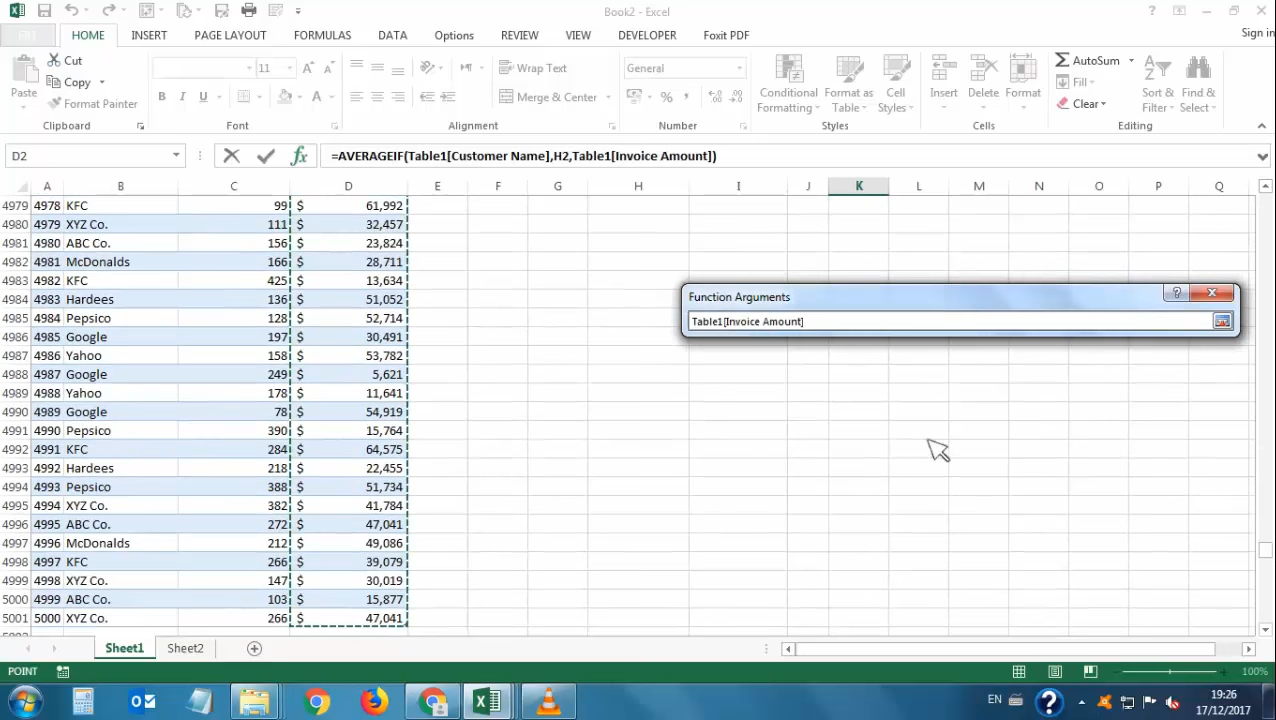 Book2 - Excel
HOME INSERT PAGE LAYOUT FORMULAS DATA Options REVIEW VIEW DEVELOPER Foxit PDF Sign in
Paste Cut Copy Format Painter 11 Wrap Text Merge & Center General Conditional Formatting Format as Table Cell Styles Insert Delete Format AutoSum Fill Clear Sort & Filter Find & Select
Clipboard Font Alignment Number Styles Cells Editing
D2 fx =AVERAGEIF(Table1[Customer Name],H2,Table1[Invoice Amount])
A B C D E F G H I J K L M N O P Q
4979 4978 KFC 99 $ 61,992
4980 4979 XYZ Co. 111 $ 32,457
4981 4980 ABC Co. 156 $ 23,824
4982 4981 McDonalds 166 $ 28,711
4983 4982 KFC 425 $ 13,634
4984 4983 Hardees 136 $ 51,052
4985 4984 Pepsico 128 $ 52,714
4986 4985 Google 197 $ 30,491
4987 4986 Yahoo 158 $ 53,782
4988 4987 Google 249 $ 5,621
4989 4988 Yahoo 178 $ 11,641
4990 4989 Google 78 $ 54,919
4991 4990 Pepsico 390 $ 15,764
4992 4991 KFC 284 $ 64,575
4993 4992 Hardees 218 $ 22,455
4994 4993 Pepsico 388 $ 51,734
4995 4994 XYZ Co. 382 $ 41,784
4996 4995 ABC Co. 272 $ 47,041
4997 4996 McDonalds 212 $ 49,086
4998 4997 KFC 266 $ 39,079
4999 4998 XYZ Co. 147 $ 30,019
5000 4999 ABC Co. 103 $ 15,877
5001 5000 XYZ Co. 266 $ 47,041
Function Arguments
Table1[Invoice Amount]
Sheet1 Sheet2
POINT 100%
EN 19:26
17/12/2017